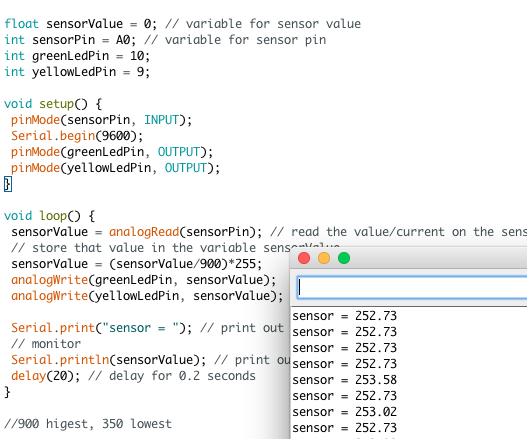 float sensorValue = 0; // variable for sensor value
int sensorPin = A0; // variable for sensor pin
int greenLedPin = 10;
int yellowLedPin = 9;
void setup() {
pinMode(sensorPin, INPUT);
Serial.begin(9600);
pinMode(greenLedPin, OUTPUT);
pinMode(yellowLedPin, OUTPUT);
}
void loop() {
sensorValue = analogRead(sensorPin); // read the value/current on the sens
// store that value in the variable sensorValue
sensorValue = (sensorValue/900)*255;
analogWrite(greenLedPin, sensorValue);
analogWrite(yellowLedPin, sensorValue);
Serial.print("sensor = "); // print out
// monitor
Serial.println(sensorValue); // print ou
delay(20); // delay for 0.2 seconds
}
//900 higest, 350 lowest
sensor = 252.73
sensor = 252.73
sensor = 252.73
sensor = 252.73
sensor = 253.58
sensor = 252.73
sensor = 253.02
sensor = 252.73